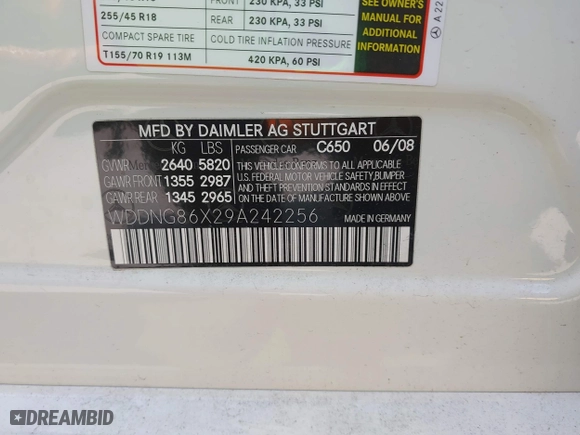 FRONT 230 KPA, 33 PSI
255/45 R18 REAR 230 KPA, 33 PSI
COMPACT SPARE TIRE COLD TIRE INFLATION PRESSURE
T155/70 R19 113M 420 KPA, 60 PSI
SEE OWNER'S
MANUAL FOR
ADDITIONAL
INFORMATION
A 22
MFD BY DAIMLER AG STUTTGART
KG LBS PASSENGER CAR C650 06/08
GVWR 2640 5820
GAWR FRONT 1355 2987
GAWR REAR 1345 2965
THIS VEHICLE CONFORMS TO ALL APPLICABLE
U.S. FEDERAL MOTOR VEHICLE SAFETY,BUMPER
AND THEFT PREVENTION STANDARDS IN EFFECT ON
THE DATE OF MANUFACTURE SHOWN ABOVE.
WDDNG86X29A242256 MADE IN GERMANY
DREAMBID